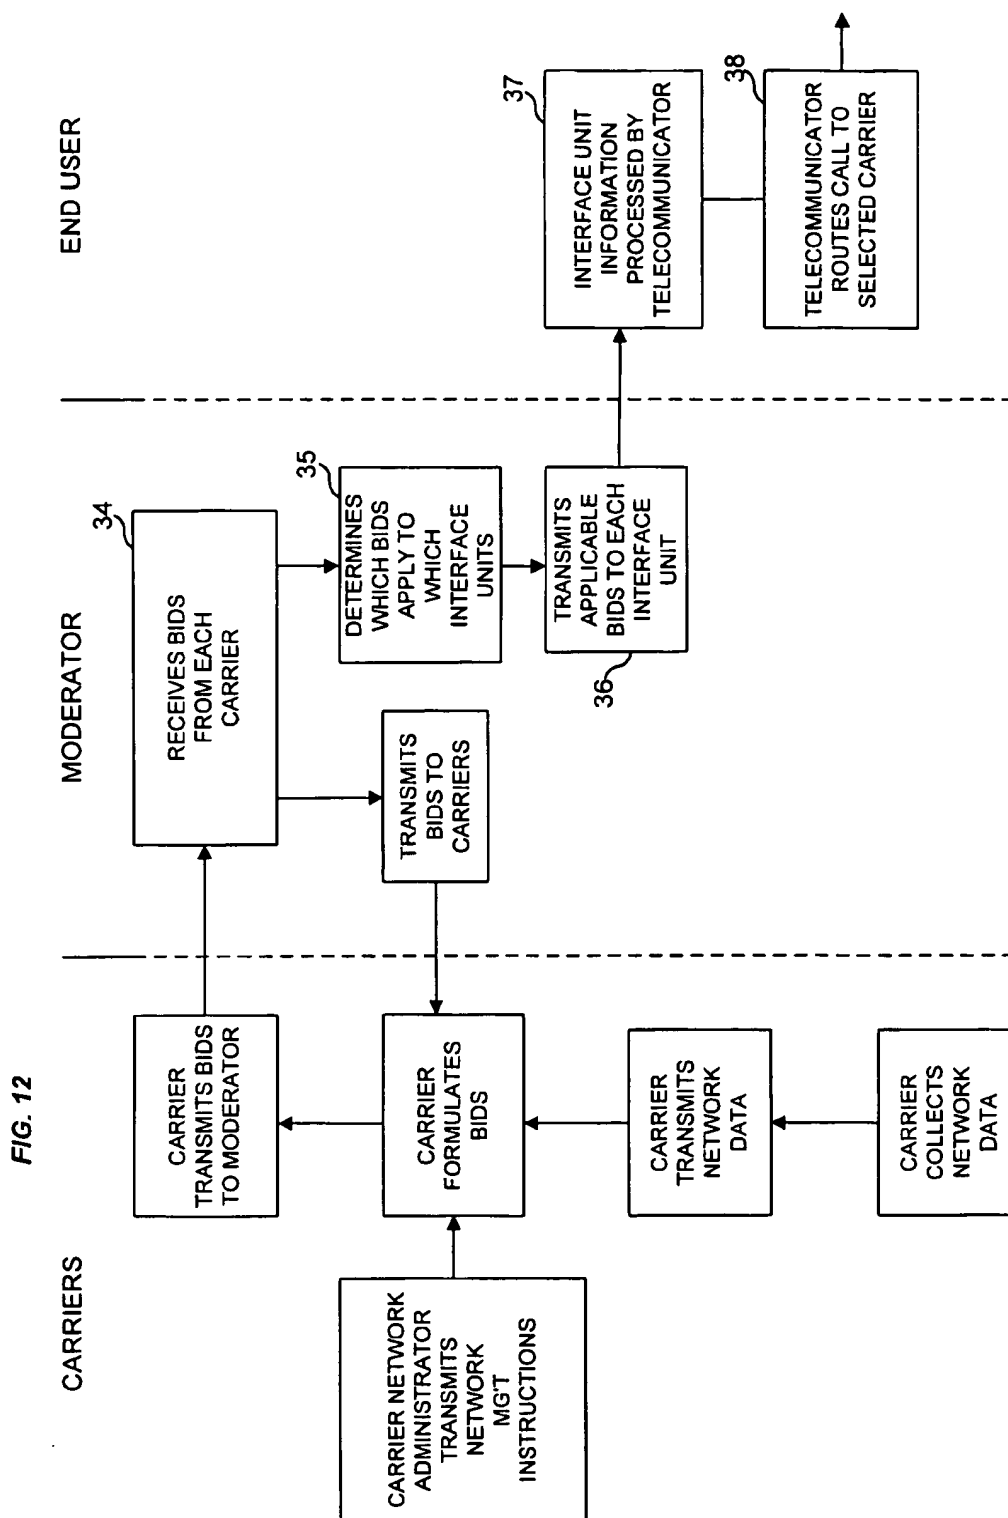 FIG. 12
CARRIERS
MODERATOR
END USER
CARRIER
TRANSMITS BIDS
TO MODERATOR
CARRIER NETWORK
ADMINISTRATOR
TRANSMITS
NETWORK
MG'T
INSTRUCTIONS
CARRIER
FORMULATES
BIDS
CARRIER
TRANSMITS
NETWORK
DATA
CARRIER
COLLECTS
NETWORK
DATA
34
RECEIVES BIDS
FROM EACH
CARRIER
TRANSMITS
BIDS TO
CARRIERS
35
DETERMINES
WHICH BIDS
APPLY TO
WHICH
INTERFACE
UNITS
36
TRANSMITS
APPLICABLE
BIDS TO EACH
INTERFACE
UNIT
37
INTERFACE UNIT
INFORMATION
PROCESSED BY
TELECOMMUNICATOR
38
TELECOMMUNICATOR
ROUTES CALL TO
SELECTED CARRIER